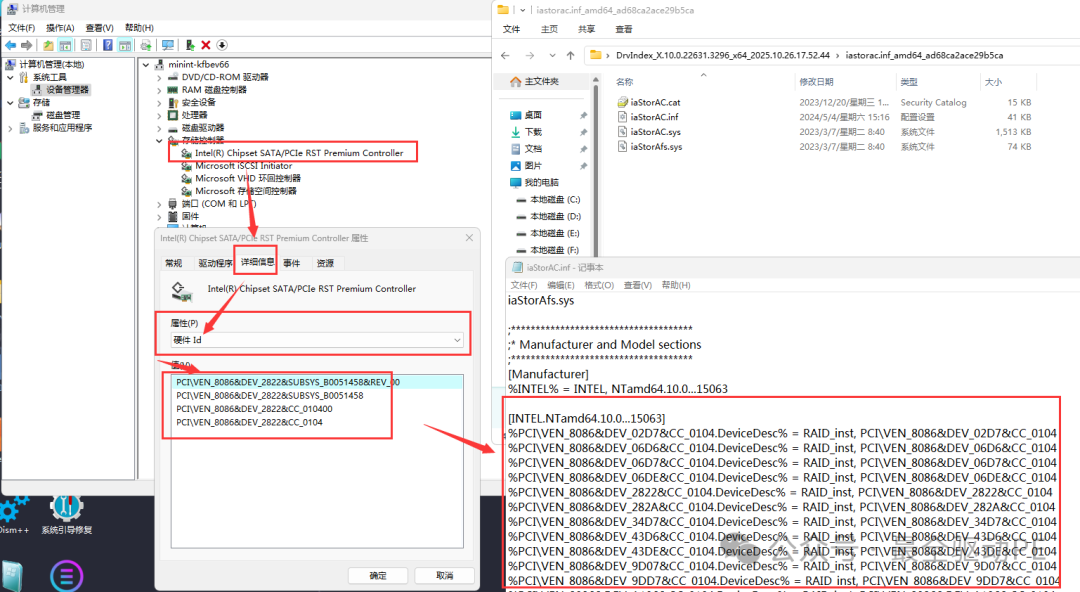 计算机管理
文件(F) 操作(A) 查看(V) 帮助(H)
计算机管理(本地)
系统工具
设备管理器
存储
磁盘管理
服务和应用程序
minint-kfbev66
DVD/CD-ROM 驱动器
RAM 磁盘控制器
安全设备
处理器
磁盘驱动器
存储控制器
Intel(R) Chipset SATA/PCIe RST Premium Controller
Microsoft iSCSI Initiator
Microsoft VHD 环回控制器
Microsoft 存储空间控制器
端口 (COM 和 LPT)
固件
Intel(R) Chipset SATA/PCIe RST Premium Controller 属性
常规 驱动程序 详细信息 事件 资源
Intel(R) Chipset SATA/PCIe RST Premium Controller
属性(P)
硬件 Id
PCI\VEN_8086&DEV_2822&SUBSYS_B0051458&REV_00
PCI\VEN_8086&DEV_2822&SUBSYS_B0051458
PCI\VEN_8086&DEV_2822&CC_010400
PCI\VEN_8086&DEV_2822&CC_0104
确定 取消
Dism++ 系统引导修复
iastorac.inf_amd64_ad68ca2ace29b5ca
文件 主页 共享 查看
DrvIndex_X.10.0.22631.3296_x64_2025.10.26.17.52.44 › iastorac.inf_amd64_ad68ca2ace29b5ca
主文件夹
桌面
下载
文档
图片
我的电脑
本地磁盘 (C:)
本地磁盘 (D:)
本地磁盘 (E:)
本地磁盘 (F:)
名称 修改日期 类型 大小
iaStorAC.cat 2023/12/20/星期三 1... Security Catalog 15 KB
iaStorAC.inf 2024/5/4/星期六 15:16 配置设置 41 KB
iaStorAC.sys 2023/3/7/星期二 8:40 系统文件 1,513 KB
iaStorAfs.sys 2023/3/7/星期二 8:40 系统文件 74 KB
iaStorAC.inf - 记事本
文件(F) 编辑(E) 格式(O) 查看(V) 帮助(H)
iaStorAfs.sys
;*************************************
;* Manufacturer and Model sections
;*************************************
[Manufacturer]
%INTEL% = INTEL, NTamd64.10.0...15063
[INTEL.NTamd64.10.0...15063]
%PCI\VEN_8086&DEV_02D7&CC_0104.DeviceDesc% = RAID_inst, PCI\VEN_8086&DEV_02D7&CC_0104
%PCI\VEN_8086&DEV_06D6&CC_0104.DeviceDesc% = RAID_inst, PCI\VEN_8086&DEV_06D6&CC_0104
%PCI\VEN_8086&DEV_06D7&CC_0104.DeviceDesc% = RAID_inst, PCI\VEN_8086&DEV_06D7&CC_0104
%PCI\VEN_8086&DEV_06DE&CC_0104.DeviceDesc% = RAID_inst, PCI\VEN_8086&DEV_06DE&CC_0104
%PCI\VEN_8086&DEV_2822&CC_0104.DeviceDesc% = RAID_inst, PCI\VEN_8086&DEV_2822&CC_0104
%PCI\VEN_8086&DEV_282A&CC_0104.DeviceDesc% = RAID_inst, PCI\VEN_8086&DEV_282A&CC_0104
%PCI\VEN_8086&DEV_34D7&CC_0104.DeviceDesc% = RAID_inst, PCI\VEN_8086&DEV_34D7&CC_0104
%PCI\VEN_8086&DEV_43D6&CC_0104.DeviceDesc% = RAID_inst, PCI\VEN_8086&DEV_43D6&CC_0104
%PCI\VEN_8086&DEV_43DE&CC_0104.DeviceDesc% = RAID_inst, PCI\VEN_8086&DEV_43DE&CC_0104
%PCI\VEN_8086&DEV_9D07&CC_0104.DeviceDesc% = RAID_inst, PCI\VEN_8086&DEV_9D07&CC_0104
%PCI\VEN_8086&DEV_9DD7&CC_0104.DeviceDesc% = RAID_inst, PCI\VEN_8086&DEV_9DD7&CC_0104
公众号